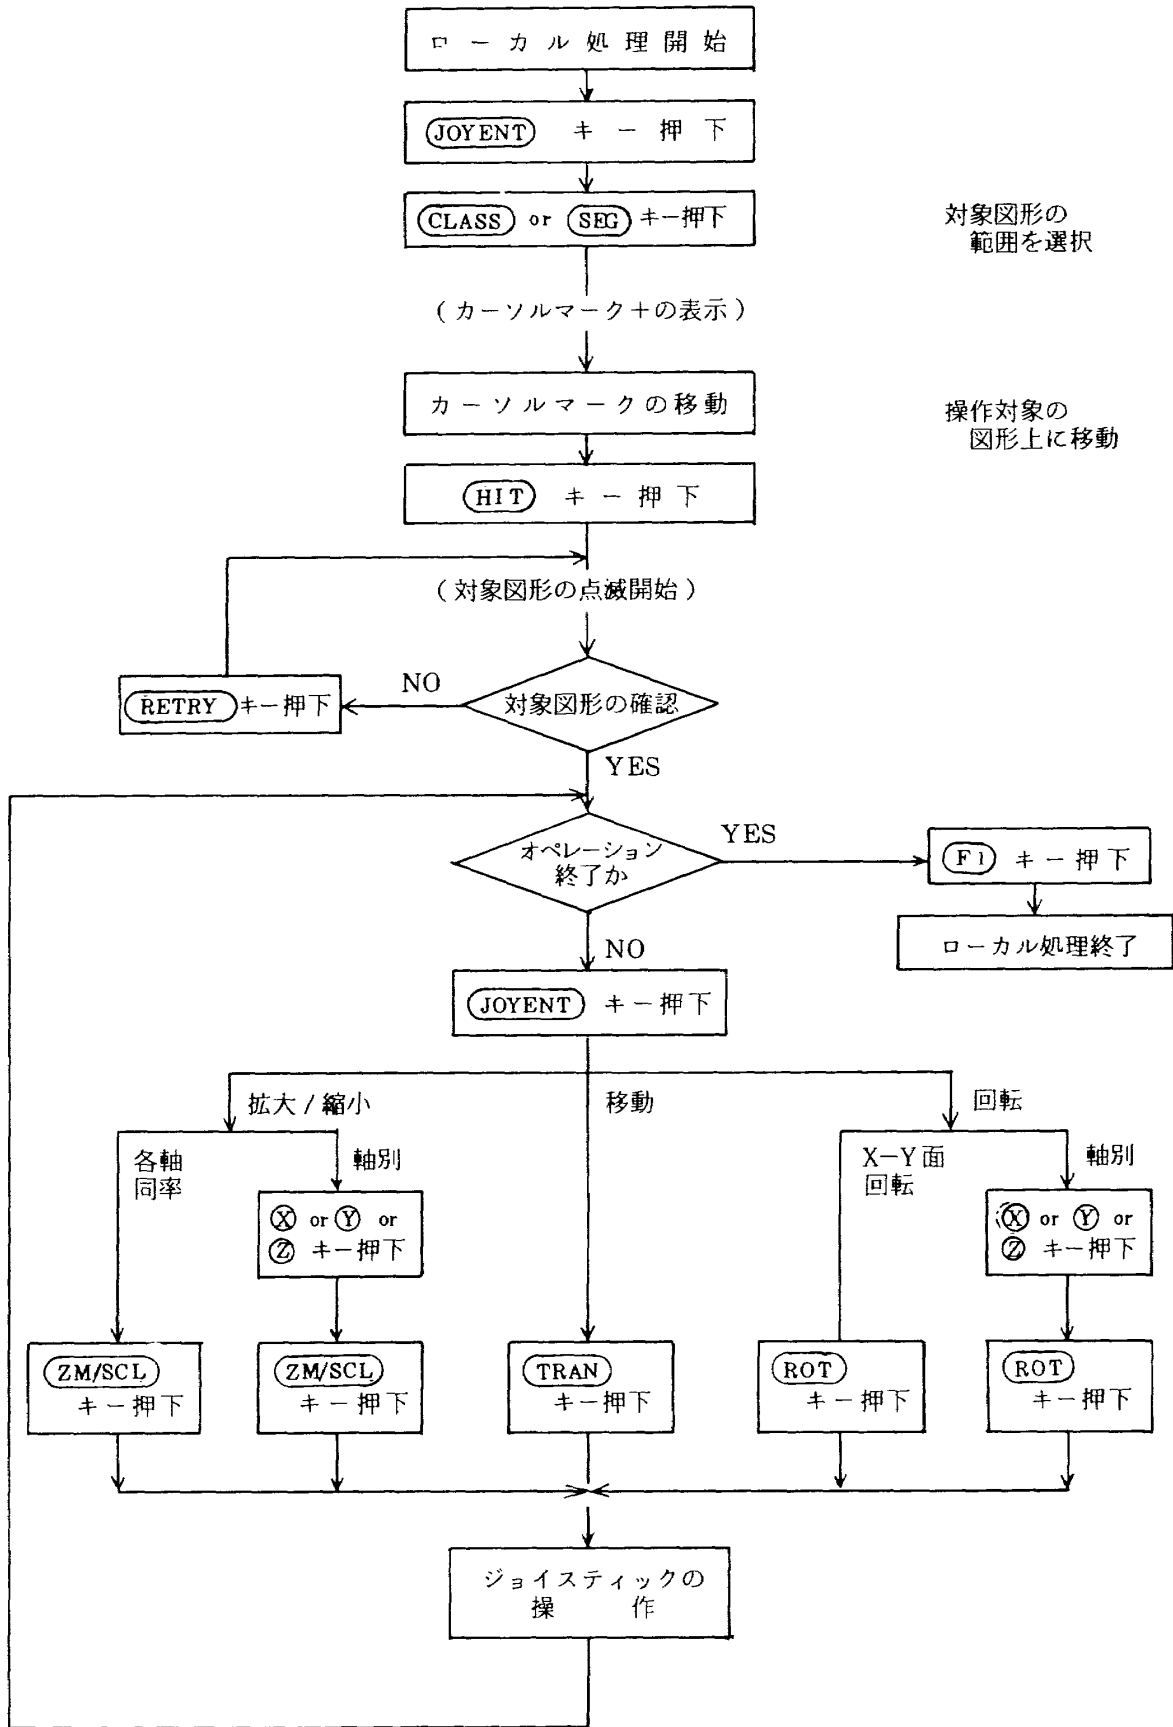 ローカル処理開始
JOYENT キー押下
CLASS or SEG キー押下
対象図形の
範囲を選択
(カーソルマーク+の表示)
カーソルマークの移動
操作対象の
図形上に移動
HIT キー押下
(対象図形の点滅開始)
対象図形の確認
NO
RETRY キー押下
YES
オペレーション
終了か
YES
F1 キー押下
ローカル処理終了
NO
JOYENT キー押下
拡大/縮小
移動
回転
各軸
同率
軸別
X-Y面
回転
軸別
X or Y or
Z キー押下
X or Y or
Z キー押下
ZM/SCL
キー押下
ZM/SCL
キー押下
TRAN
キー押下
ROT
キー押下
ROT
キー押下
ジョイスティックの
操作